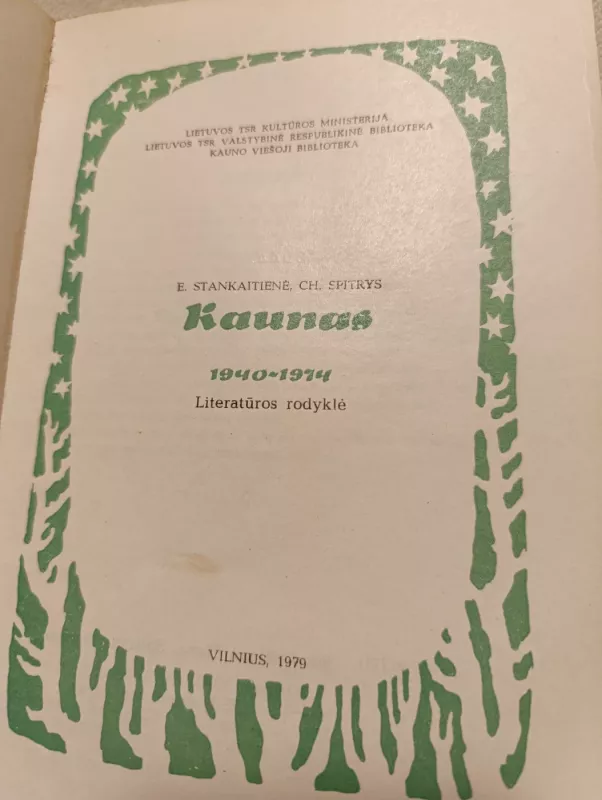 LIETUVOS TSR KULTŪROS MINISTERIJA
LIETUVOS TSR VALSTYBINĖ RESPUBLIKINĖ BIBLIOTEKA
KAUNO VIEŠOJI BIBLIOTEKA
E. STANKAITIENĖ, CH. SPITRYS
Kaunas
1940-1974
Literatūros rodyklė
VILNIUS, 1979